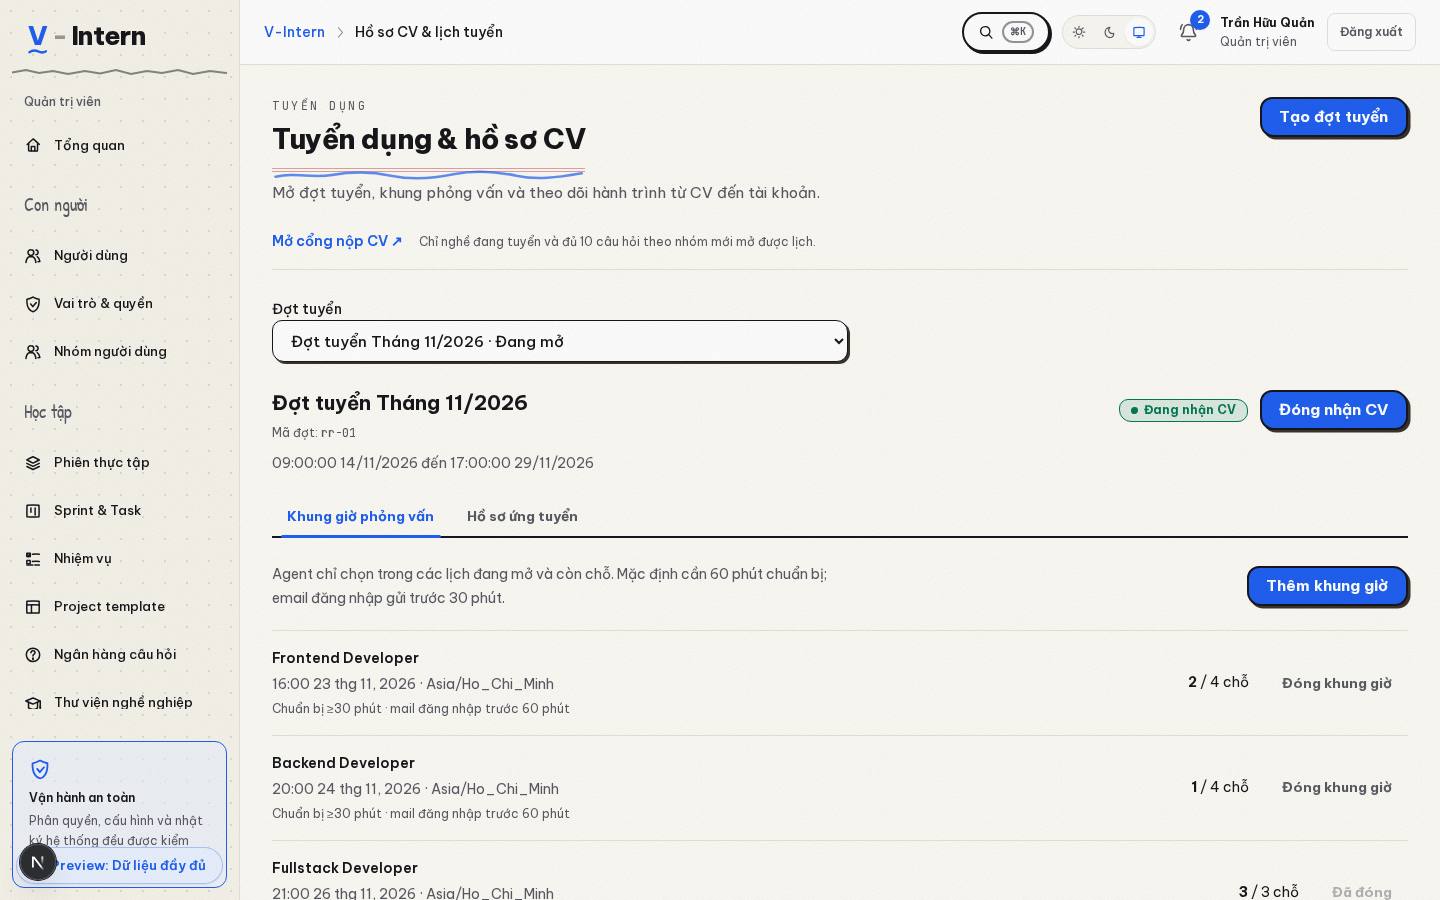 V - Intern
V-Intern
Hồ sơ CV & lịch tuyển
⌘K
2
Trần Hữu Quản
Quản trị viên
Đăng xuất
Quản trị viên
Tổng quan
Con người
Người dùng
Vai trò & quyền
Nhóm người dùng
Học tập
Phiên thực tập
Sprint & Task
Nhiệm vụ
Project template
Ngân hàng câu hỏi
Thư viện nghề nghiệp
Vận hành an toàn
Phân quyền, cấu hình và nhật
ký hệ thống đều được kiểm
N
review: Dữ liệu đầy đủ
TUYỂN DỤNG
Tuyển dụng & hồ sơ CV
Tạo đợt tuyển
Mở đợt tuyển, khung phỏng vấn và theo dõi hành trình từ CV đến tài khoản.
Mở cổng nộp CV ↗
Chỉ nghề đang tuyển và đủ 10 câu hỏi theo nhóm mới mở được lịch.
Đợt tuyển
Đợt tuyển Tháng 11/2026 · Đang mở
Đợt tuyển Tháng 11/2026
Đang nhận CV
Đóng nhận CV
Mã đợt: rr-01
09:00:00 14/11/2026 đến 17:00:00 29/11/2026
Khung giờ phỏng vấn
Hồ sơ ứng tuyển
Agent chỉ chọn trong các lịch đang mở và còn chỗ. Mặc định cần 60 phút chuẩn bị;
email đăng nhập gửi trước 30 phút.
Thêm khung giờ
Frontend Developer
16:00 23 thg 11, 2026 · Asia/Ho_Chi_Minh
Chuẩn bị ≥30 phút · mail đăng nhập trước 60 phút
2 / 4 chỗ
Đóng khung giờ
Backend Developer
20:00 24 thg 11, 2026 · Asia/Ho_Chi_Minh
Chuẩn bị ≥30 phút · mail đăng nhập trước 60 phút
1 / 4 chỗ
Đóng khung giờ
Fullstack Developer
21:00 26 thg 11, 2026 · Asia/Ho_Chi_Minh
3 / 3 chỗ
Đã đóng